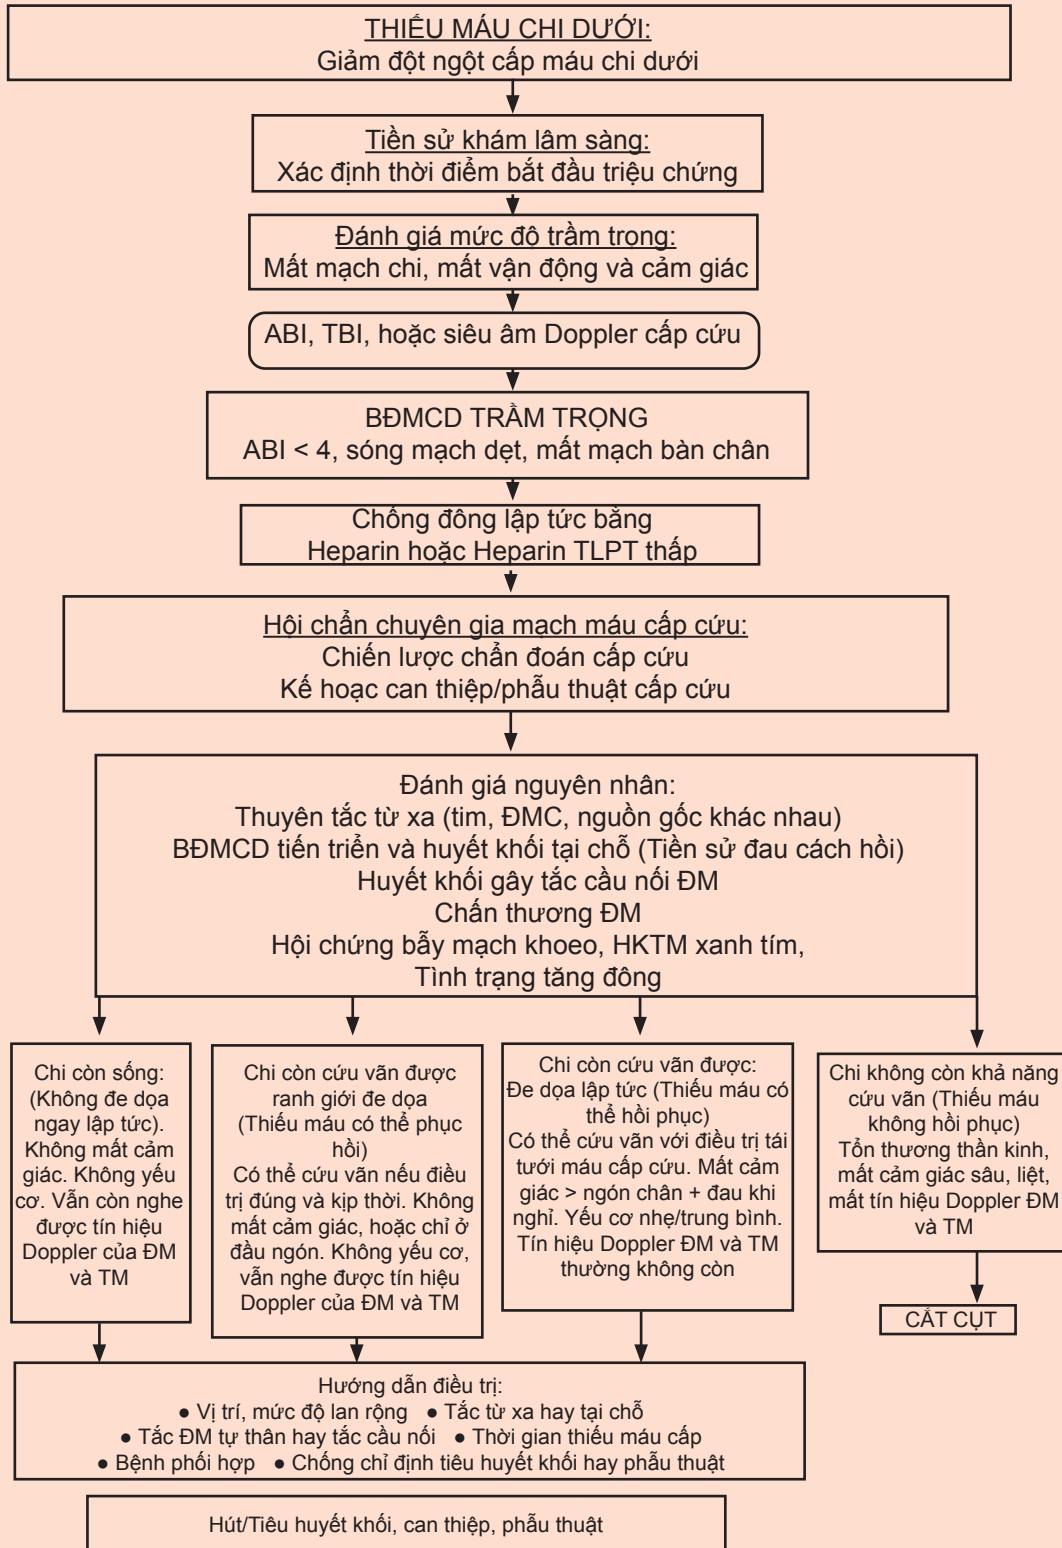 THIẾU MÁU CHI DƯỚI:
Giảm đột ngột cấp máu chi dưới
Tiền sử khám lâm sàng:
Xác định thời điểm bắt đầu triệu chứng
Đánh giá mức độ trầm trọng:
Mất mạch chi, mất vận động và cảm giác
ABI, TBI, hoặc siêu âm Doppler cấp cứu
BĐMCD TRẦM TRỌNG
ABI < 4, sóng mạch dẹt, mất mạch bàn chân
Chống đông lập tức bằng
Heparin hoặc Heparin TLPT thấp
Hội chẩn chuyên gia mạch máu cấp cứu:
Chiến lược chẩn đoán cấp cứu
Kế hoạc can thiệp/phẫu thuật cấp cứu
Đánh giá nguyên nhân:
Thuyên tắc từ xa (tim, ĐMC, nguồn gốc khác nhau)
BĐMCD tiến triển và huyết khối tại chỗ (Tiền sử đau cách hồi)
Huyết khối gây tắc cầu nối ĐM
Chấn thương ĐM
Hội chứng bẫy mạch khoeo, HKTM xanh tím,
Tình trạng tăng đông
Chi còn sống:
(Không đe dọa
ngay lập tức).
Không mất cảm
giác. Không yếu
cơ. Vẫn còn nghe
được tín hiệu
Doppler của ĐM
và TM
Chi còn cứu vãn được
ranh giới đe dọa
(Thiếu máu có thể phục
hồi)
Có thể cứu vãn nếu điều
trị đúng và kịp thời. Không
mất cảm giác, hoặc chỉ ở
đầu ngón. Không yếu cơ,
vẫn nghe được tín hiệu
Doppler của ĐM và TM
Chi còn cứu vãn được:
Đe dọa lập tức (Thiếu máu có
thể hồi phục)
Có thể cứu vãn với điều trị tái
tưới máu cấp cứu. Mất cảm
giác > ngón chân + đau khi
nghỉ. Yếu cơ nhẹ/trung bình.
Tín hiệu Doppler ĐM và TM
thường không còn
Chi không còn khả năng
cứu vãn (Thiếu máu
không hồi phục)
Tổn thương thần kinh,
mất cảm giác sâu, liệt,
mất tín hiệu Doppler ĐM
và TM
CẮT CỤT
Hướng dẫn điều trị:
● Vị trí, mức độ lan rộng ● Tắc từ xa hay tại chỗ
● Tắc ĐM tự thân hay tắc cầu nối ● Thời gian thiếu máu cấp
● Bệnh phối hợp ● Chống chỉ định tiêu huyết khối hay phẫu thuật
Hút/Tiêu huyết khối, can thiệp, phẫu thuật